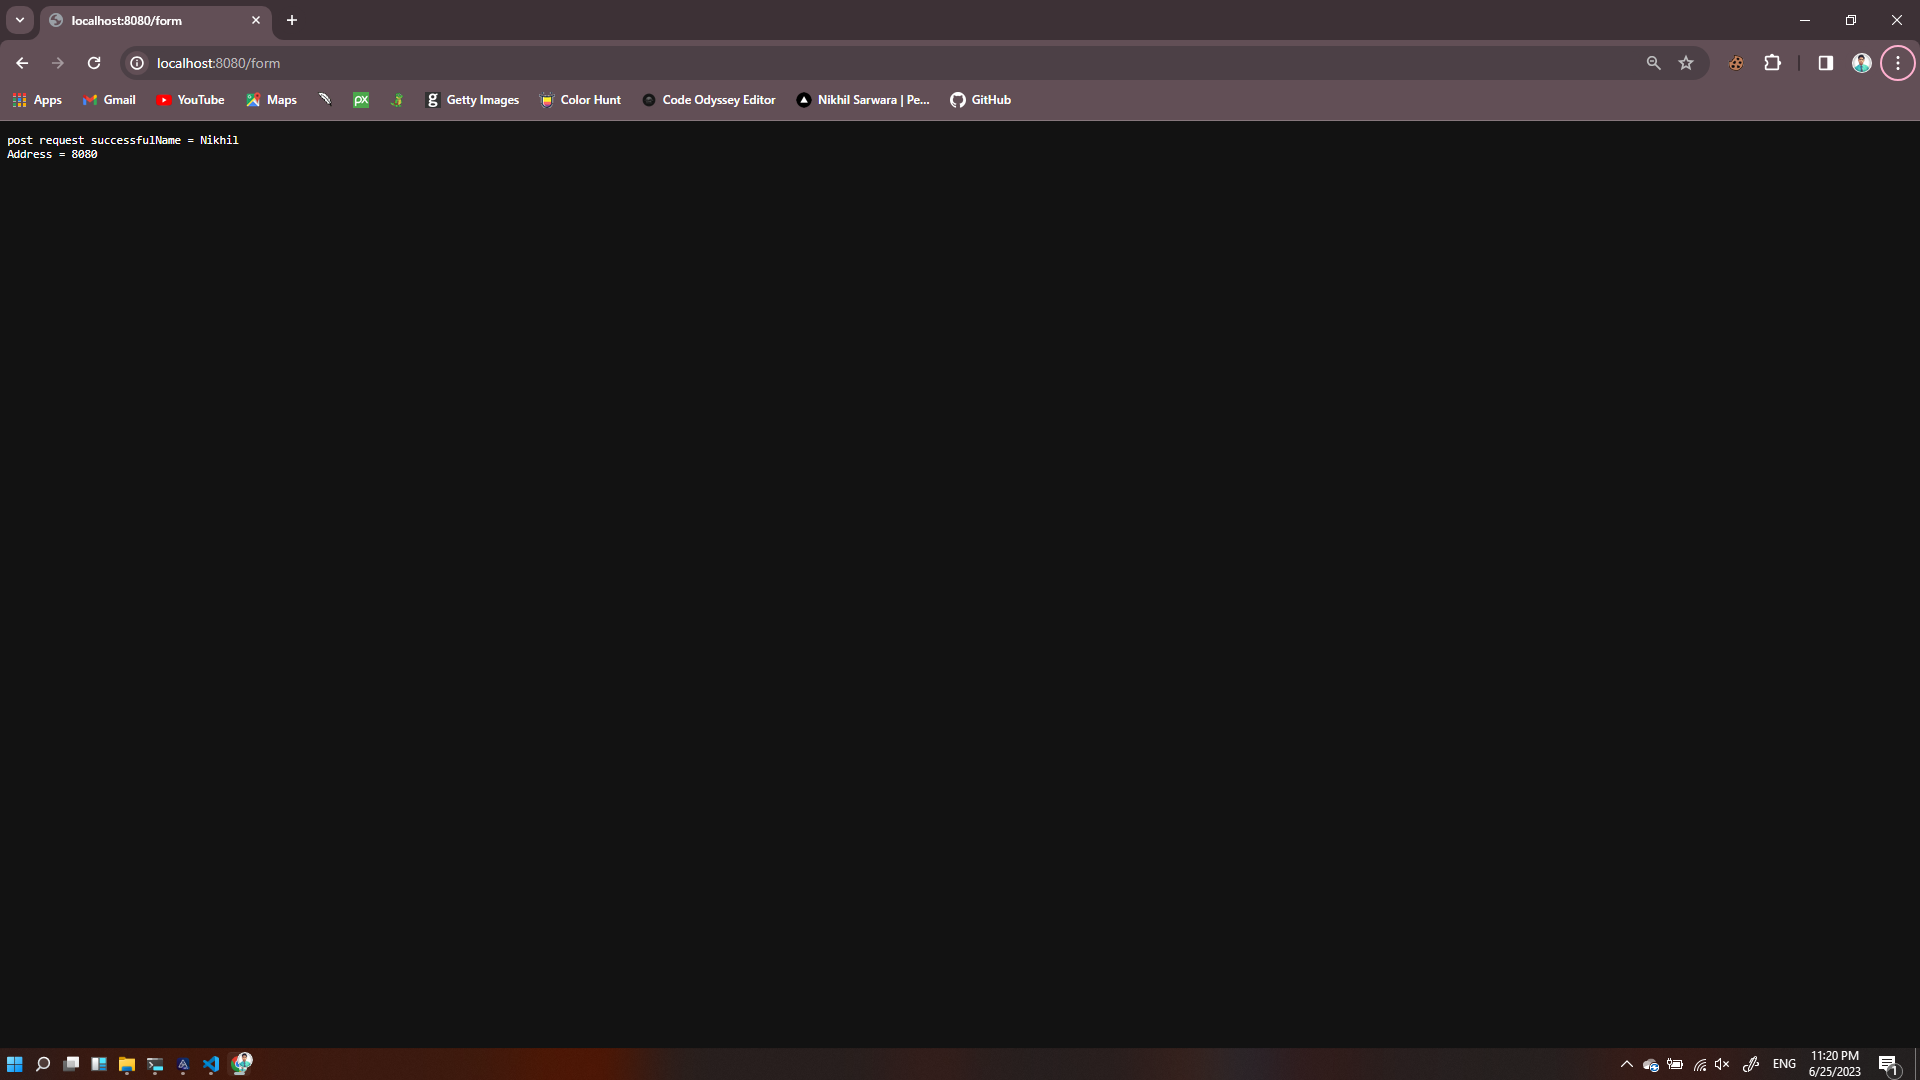 localhost:8080/form
localhost:8080/form
Apps Gmail YouTube Maps PX g Getty Images Color Hunt Code Odyssey Editor Nikhil Sarwara | Pe... GitHub
post request successfulName = Nikhil
Address = 8080
ENG 11:20 PM 1
6/25/2023